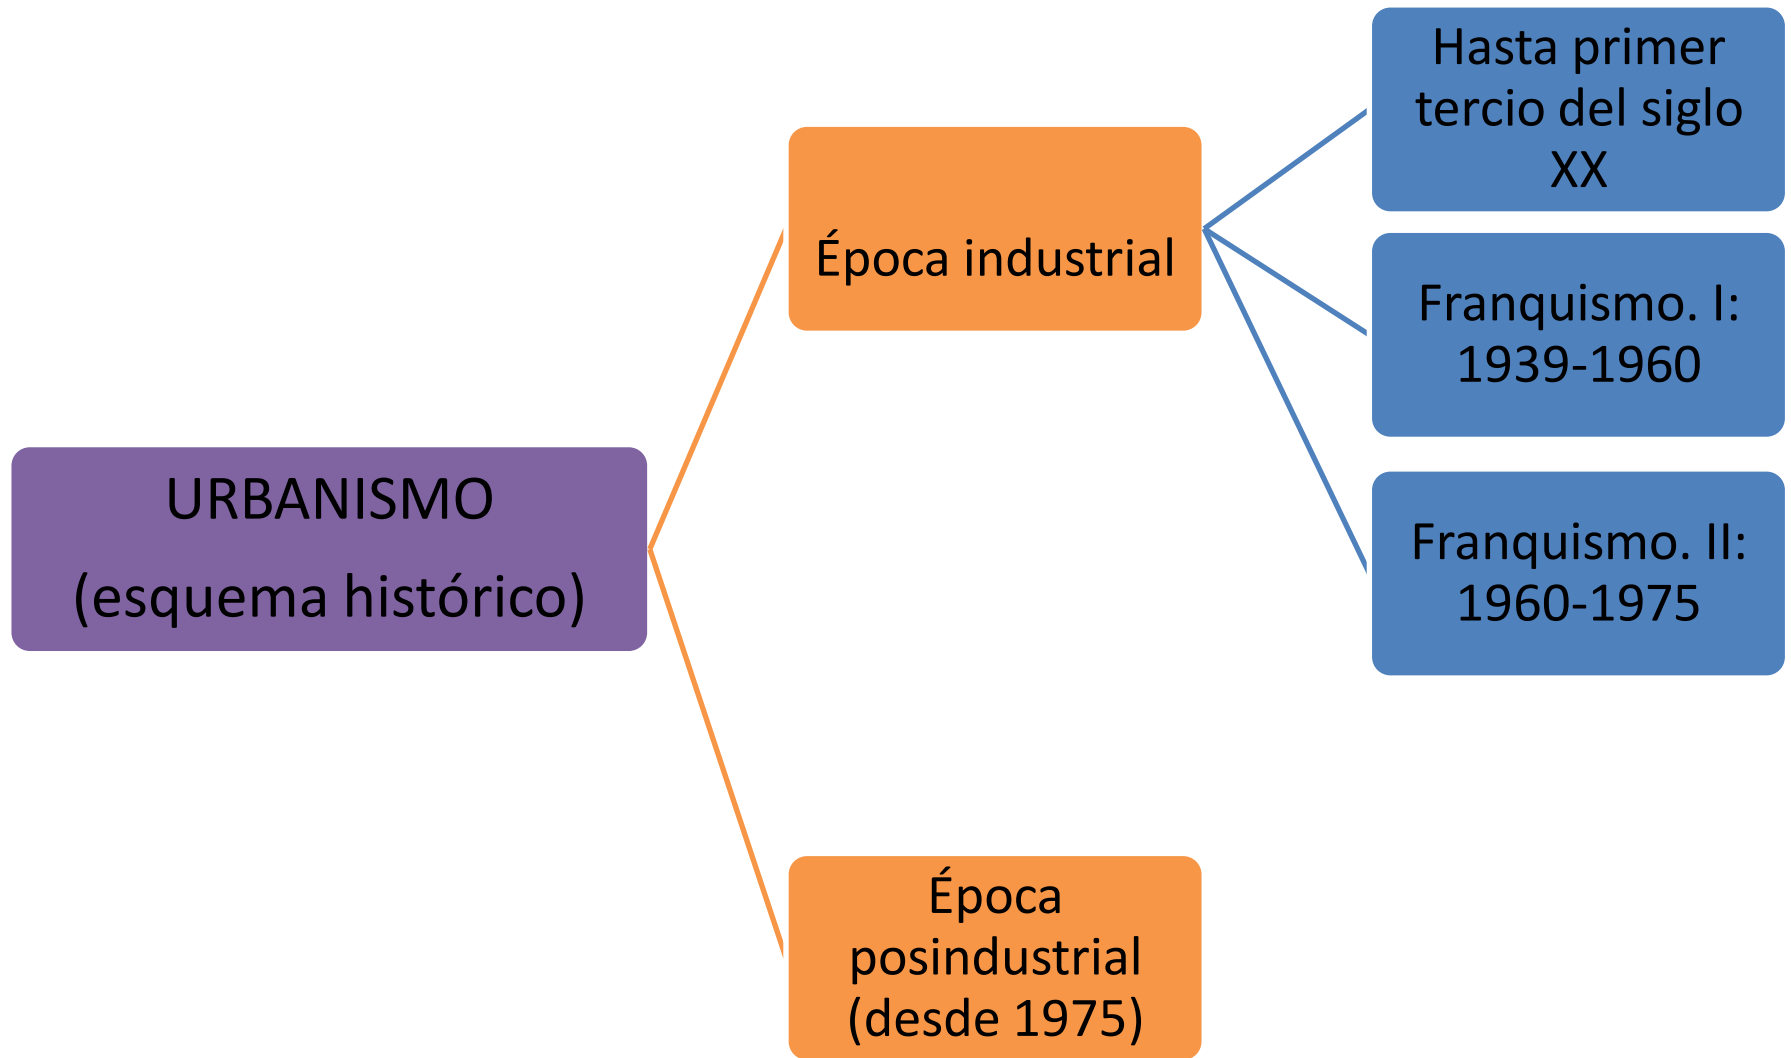 URBANISMO
(esquema histórico)
Época industrial
Hasta primer
tercio del siglo
XX
Franquismo. I:
1939-1960
Franquismo. II:
1960-1975
Época
posindustrial
(desde 1975)